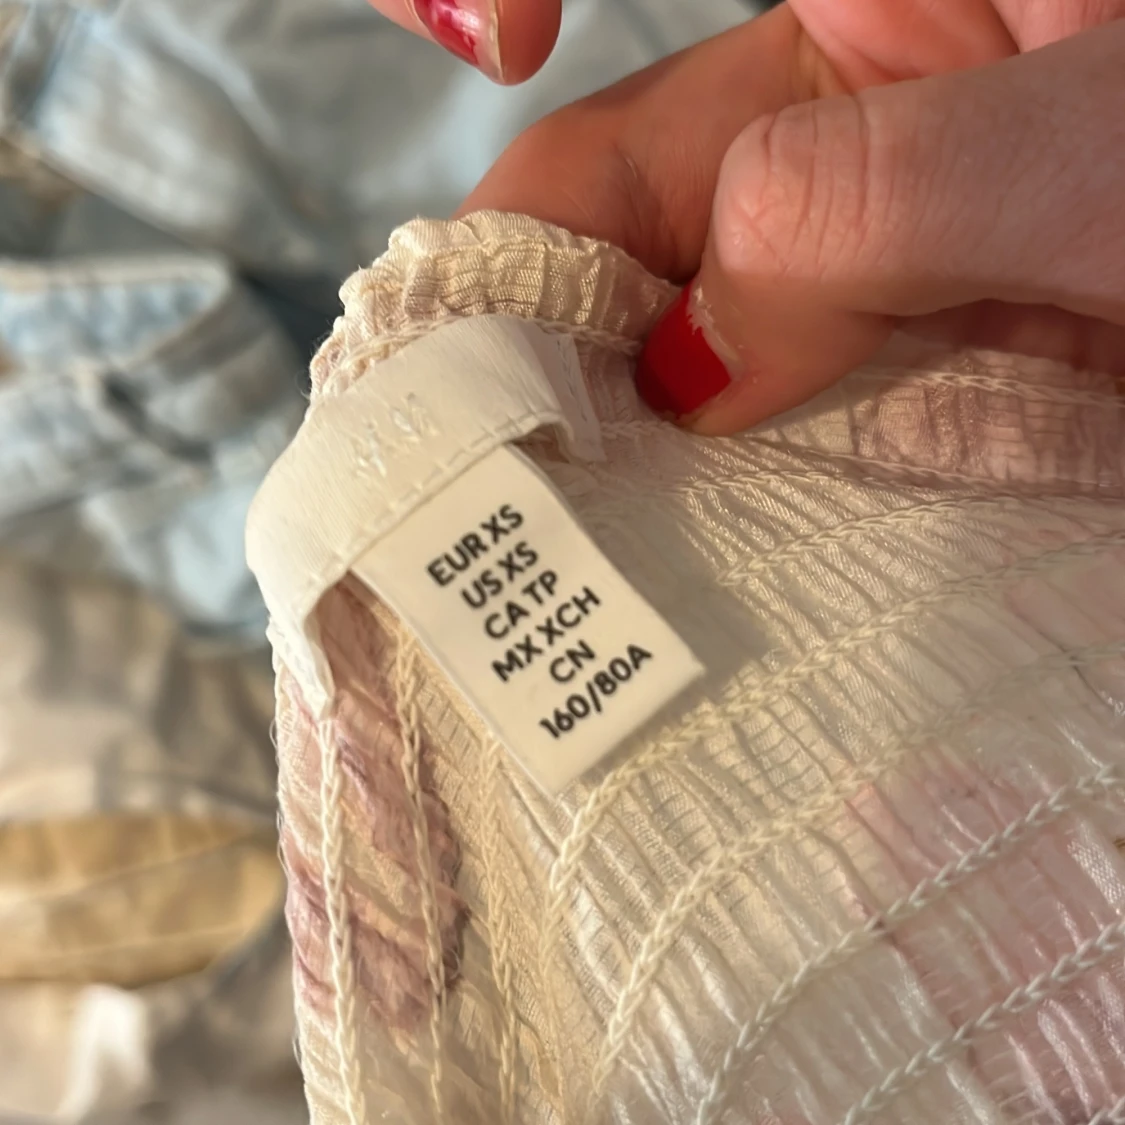 EUR XS
US XS
CA TP
MX XCH
CN
160/80A